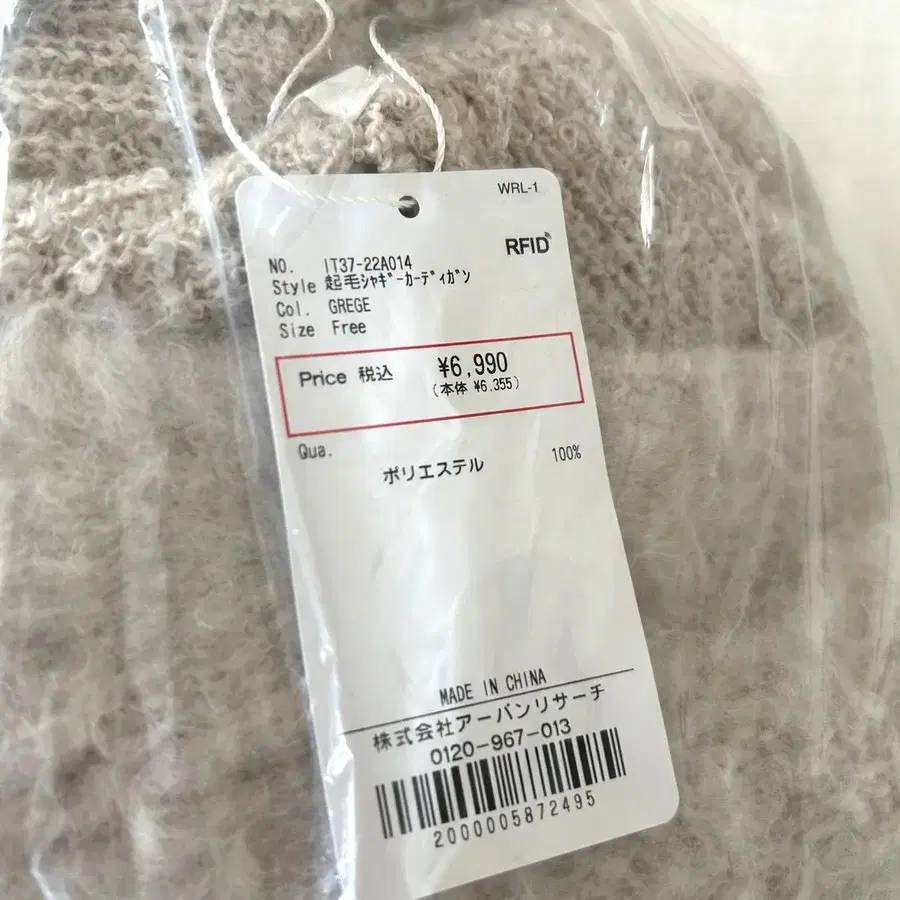 WRL-1
RFID
NO. IT37-22A014
Style 起毛ｼｬｷﾞｰｶｰﾃﾞｨｶﾞﾝ
Col. GREGE
Size Free
Price 税込 ¥6,990
(本体 ¥6.355)
Qua.
ポリエステル 100%
MADE IN CHINA
株式会社アーバンリサーチ
0120-967-013
2000005872495